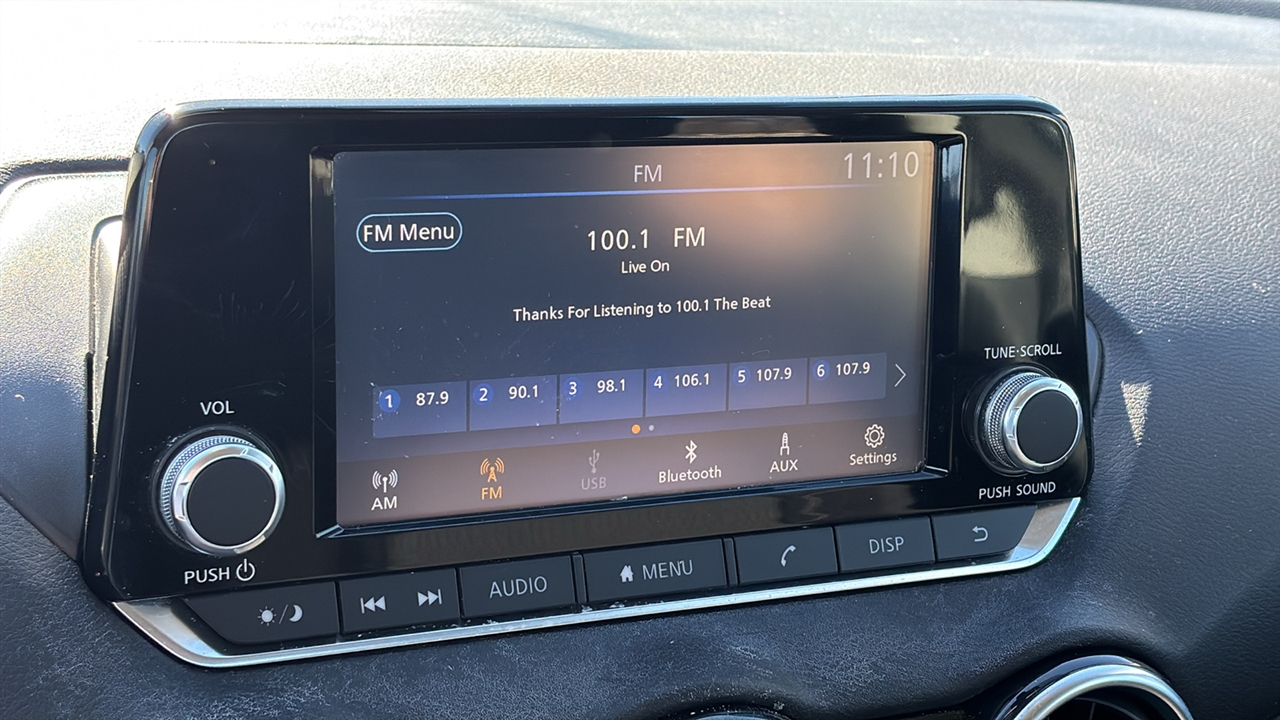 FM 11:10
FM Menu
100.1 FM
Live On
Thanks For Listening to 100.1 The Beat
1 87.9 2 90.1 3 98.1 4 106.1 5 107.9 6 107.9
AM FM USB Bluetooth AUX Settings
VOL
PUSH
TUNE·SCROLL
PUSH SOUND
AUDIO MENU DISP